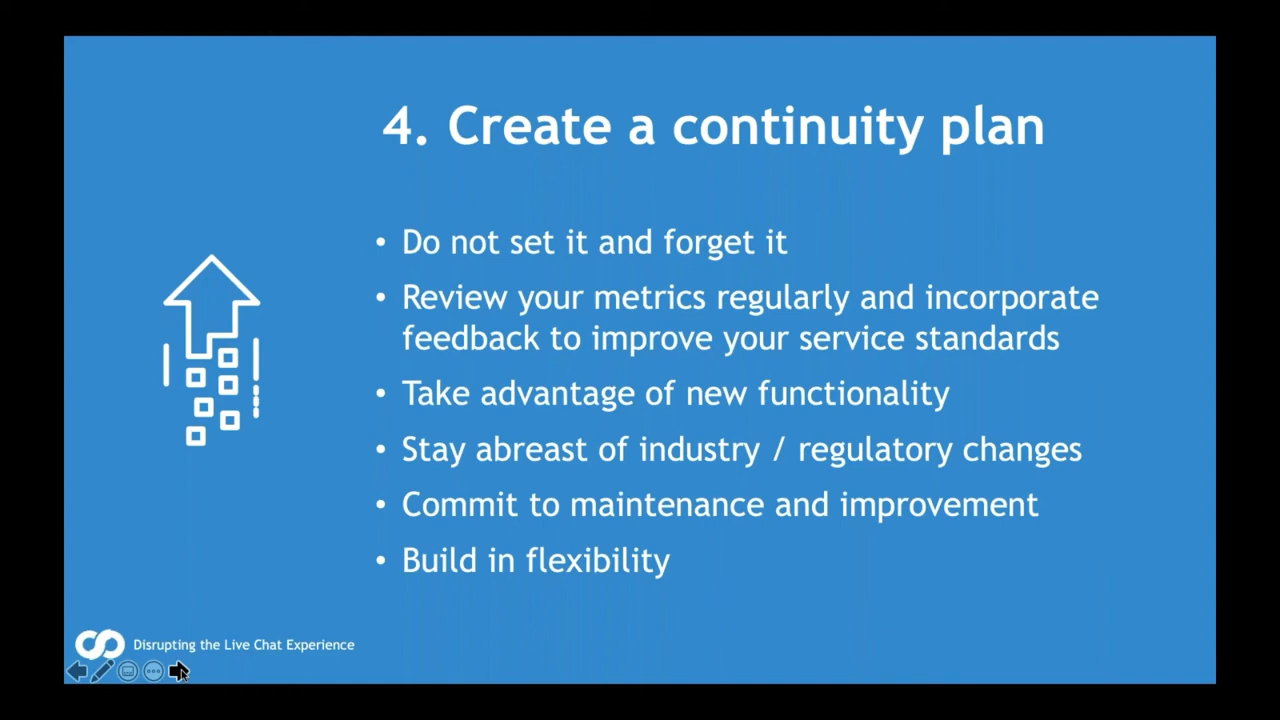 4. Create a continuity plan
• Do not set it and forget it
• Review your metrics regularly and incorporate
feedback to improve your service standards
• Take advantage of new functionality
• Stay abreast of industry / regulatory changes
• Commit to maintenance and improvement
• Build in flexibility
Disrupting the Live Chat Experience